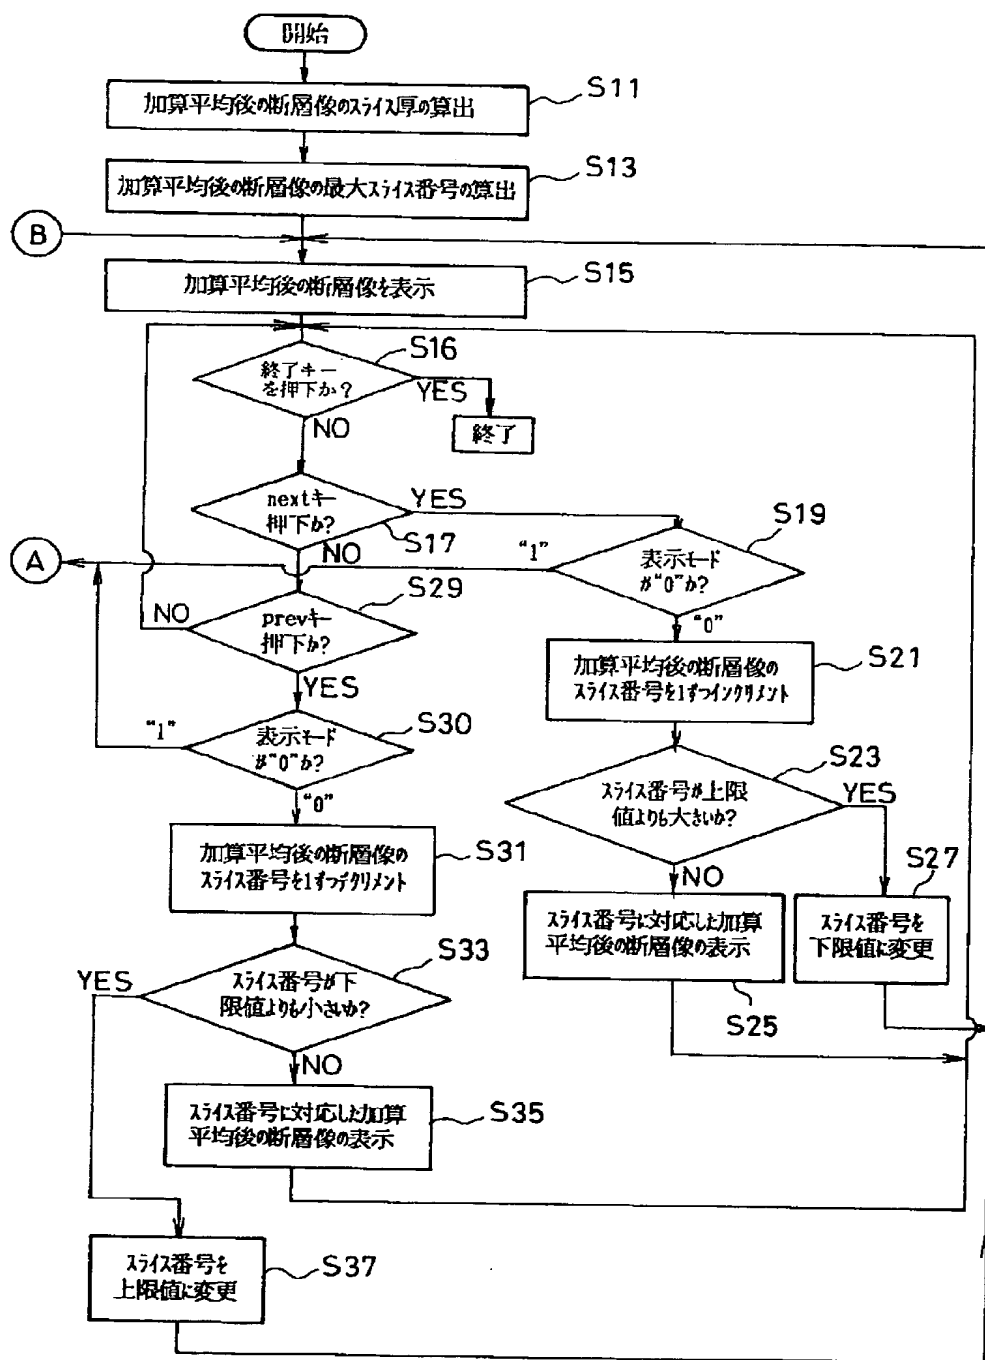 開始
加算平均後の断層像のスライス厚の算出
S11
加算平均後の断層像の最大スライス番号の算出
S13
B
加算平均後の断層像を表示
S15
終了キー
を押下か?
S16
YES
終了
NO
nextキー
押下か?
S17
YES
NO
A
"1"
表示モード
が"0"か?
S19
"0"
prevキー
押下か?
S29
NO
YES
加算平均後の断層像の
スライス番号を1ずつインクリメント
S21
"1"
表示モード
が"0"か?
S30
"0"
スライス番号が上限
値よりも大きいか?
S23
YES
NO
加算平均後の断層像の
スライス番号を1ずつデクリメント
S31
スライス番号に対応した加算
平均後の断層像の表示
S25
スライス番号を
下限値に変更
S27
スライス番号が下
限値よりも小さいか?
S33
YES
NO
スライス番号に対応した加算
平均後の断層像の表示
S35
スライス番号を
上限値に変更
S37